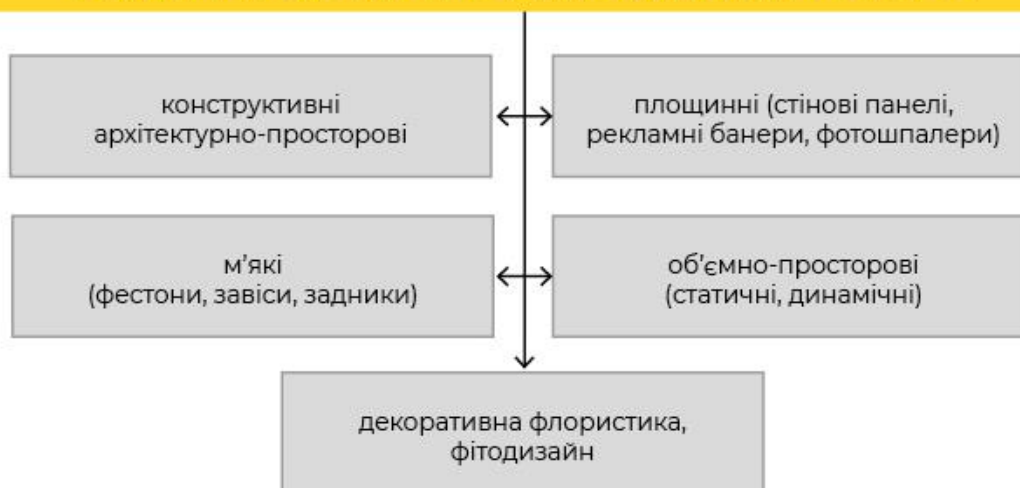 конструктивні
архітектурно-просторові
площинні (стінові панелі,
рекламні банери, фотошпалери)
м’які
(фестони, завіси, задники)
об’ємно-просторові
(статичні, динамічні)
декоративна флористика,
фітодизайн